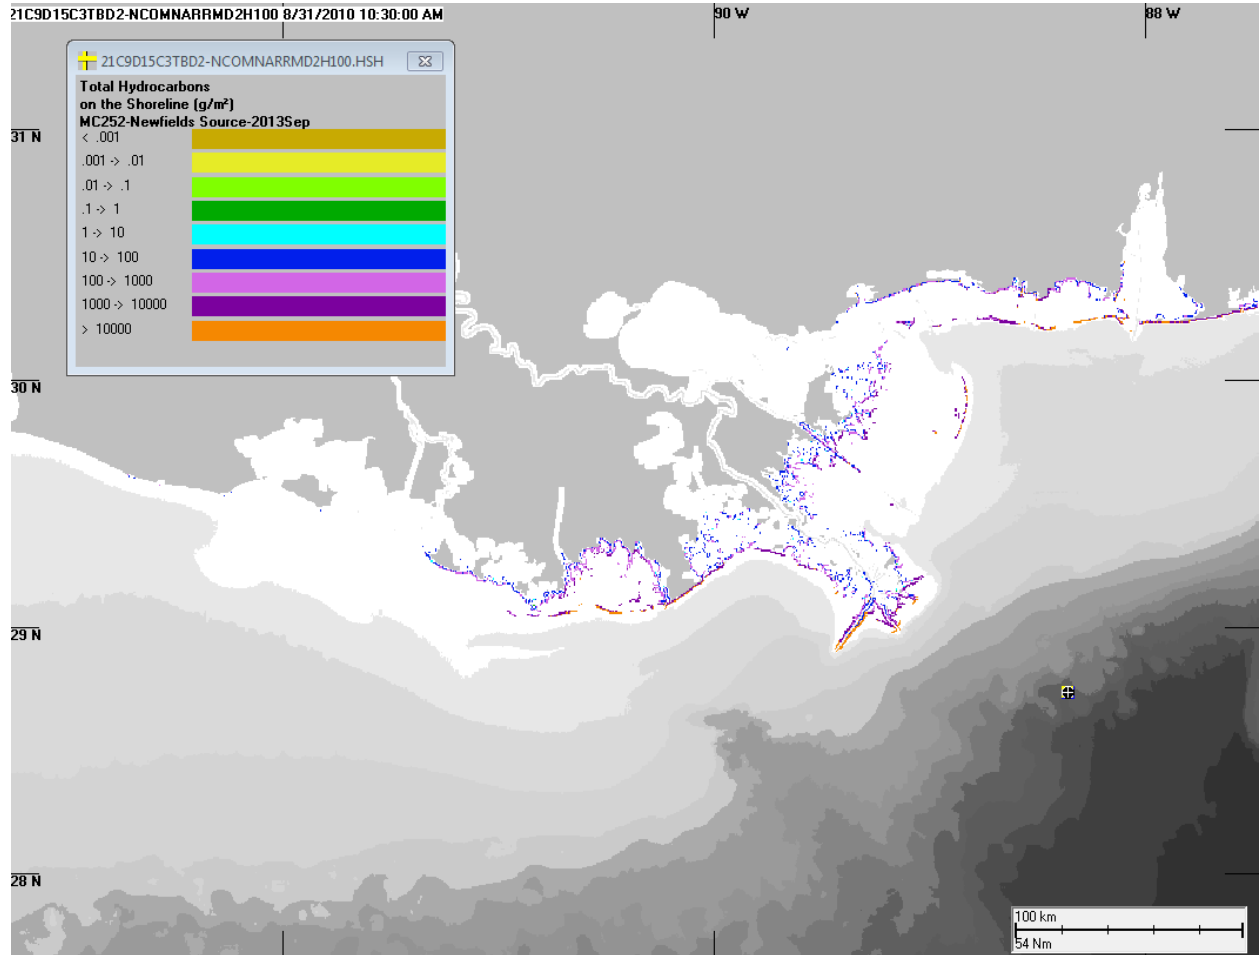 21C9D15C3TBD2-NCOMNARRMD2H100 8/31/2010 10:30:00 AM
90 W
88 W
21C9D15C3TBD2-NCOMNARRMD2H100.HSH
Total Hydrocarbons
on the Shoreline (g/m²)
MC252-Newfields Source-2013Sep
< .001
.001 -> .01
.01 -> .1
.1 -> 1
1 -> 10
10 -> 100
100 -> 1000
1000 -> 10000
> 10000
31 N
30 N
29 N
28 N
100 km
54 Nm